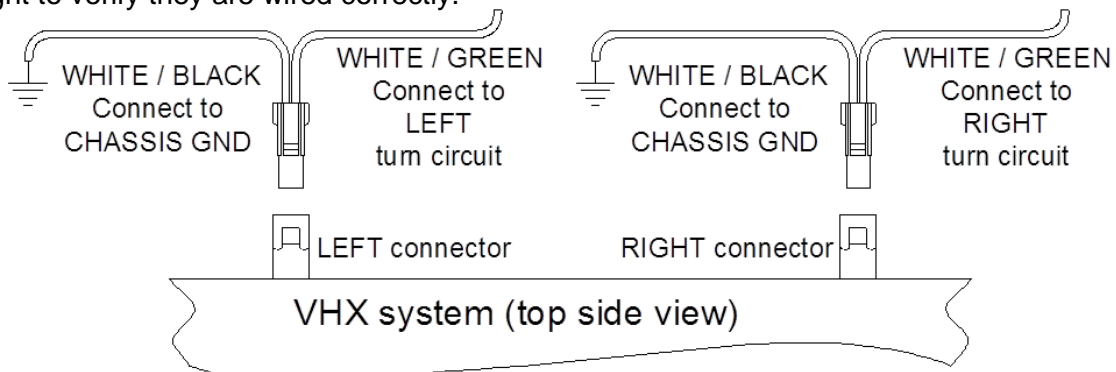 ght to verify they are wired correctly.
WHITE / BLACK
Connect to
CHASSIS GND
WHITE / GREEN
Connect to
LEFT
turn circuit
WHITE / BLACK
Connect to
CHASSIS GND
WHITE / GREEN
Connect to
RIGHT
turn circuit
LEFT connector
RIGHT connector
VHX system (top side view)